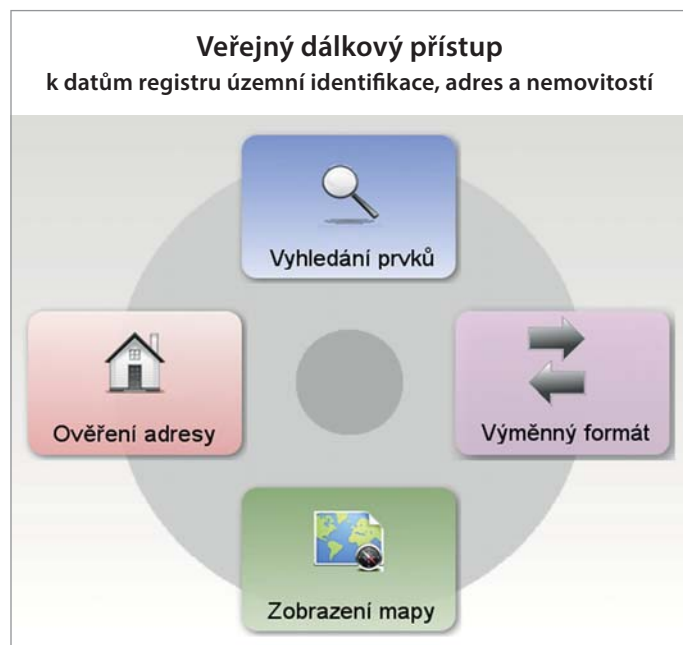 Veřejný dálkový přístup
k datům registru územní identifikace, adres a nemovitostí
Vyhledání prvků
Ověření adresy
Výměnný formát
Zobrazení mapy